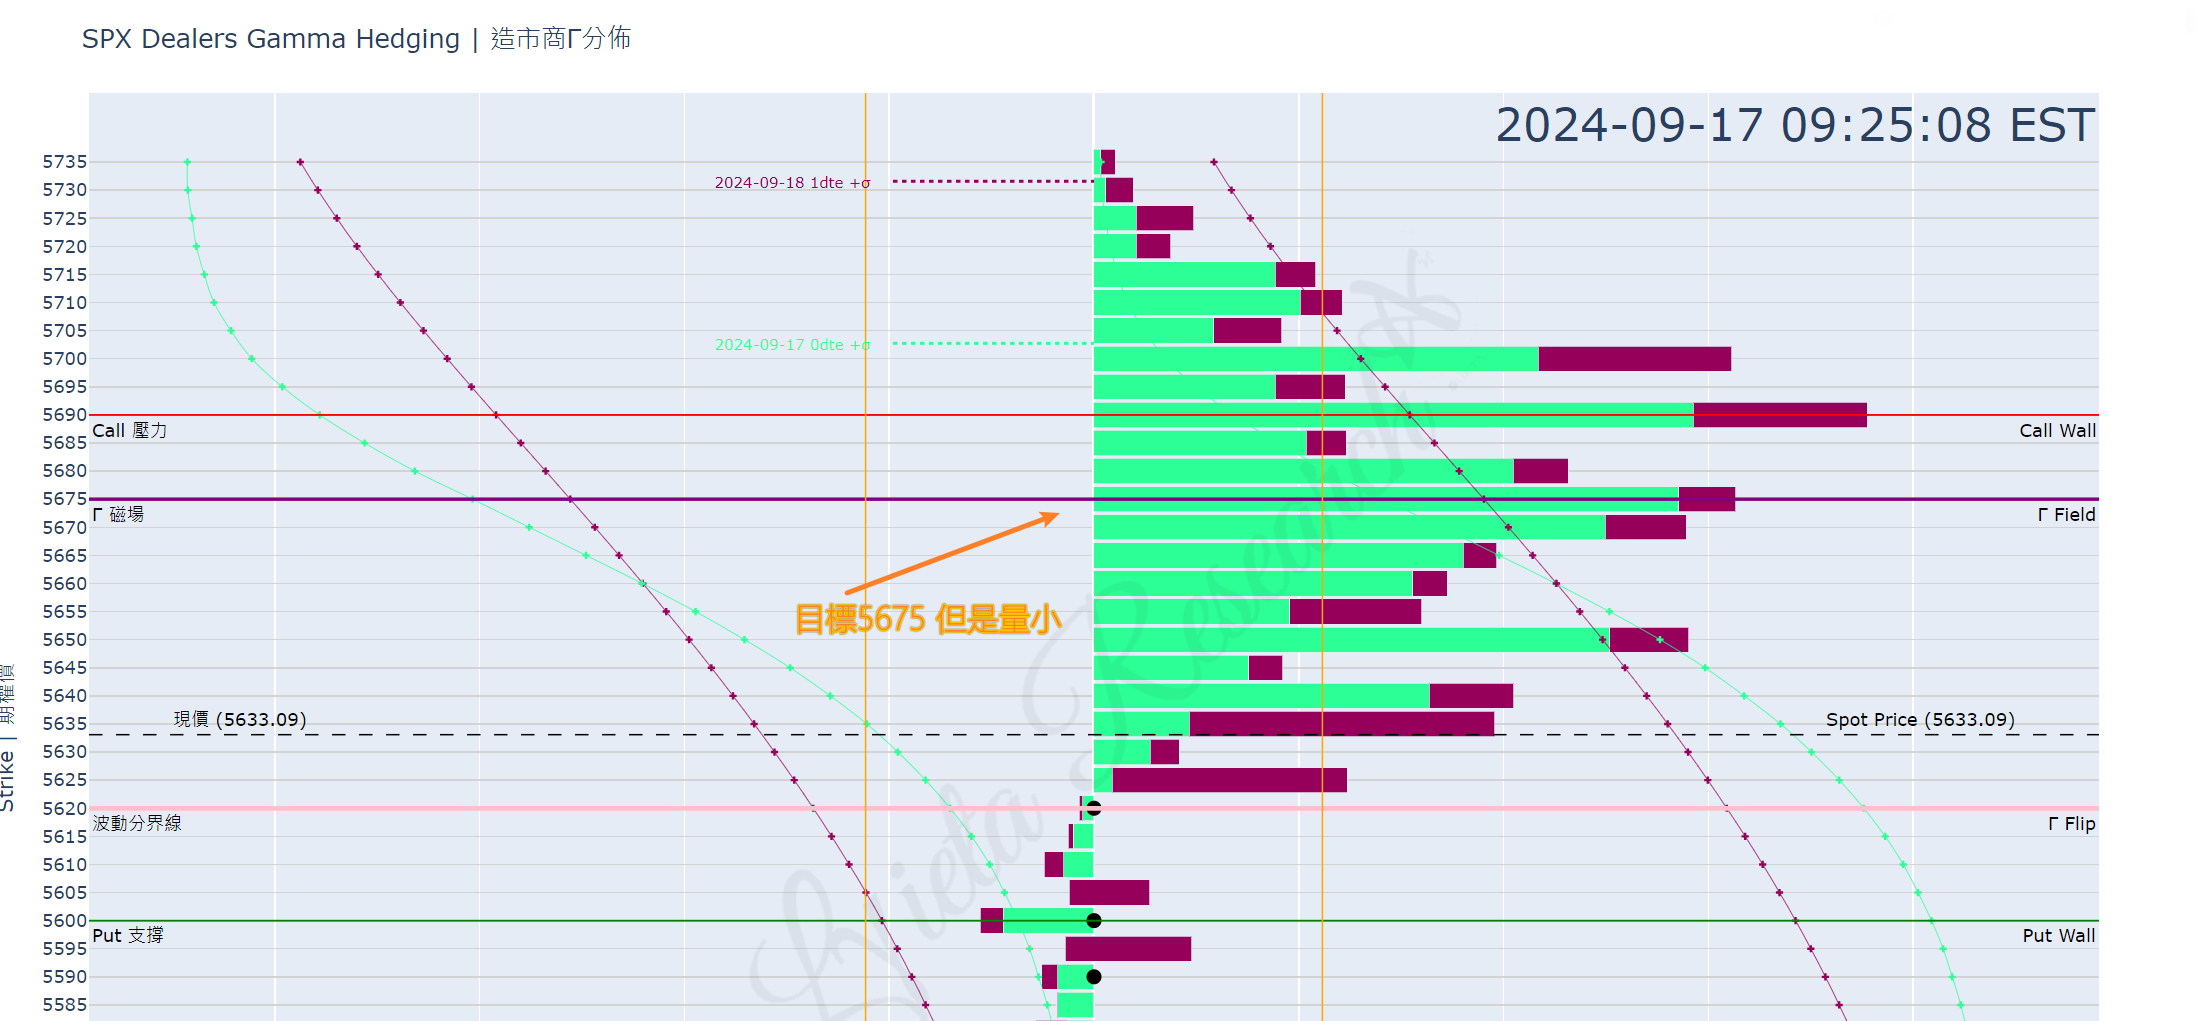 SPX Dealers Gamma Hedging | 造市商Γ分佈
2024-09-17 09:25:08 EST
5735
2024-09-18 1dte +σ
5730
5725
5720
5715
5710
5705
2024-09-17 0dte +σ
5700
5695
5690
Call 壓力
Call Wall
5685
5680
5675
Γ 磁場
Γ Field
5670
5665
5660
5655
目標5675 但是量小
5650
5645
5640
現價 (5633.09)
Spot Price (5633.09)
5635
5630
5625
5620
波動分界線
Γ Flip
5615
5610
5605
5600
Put 支撐
Put Wall
5595
5590
5585
Strike | 期權價
Lyieta Research